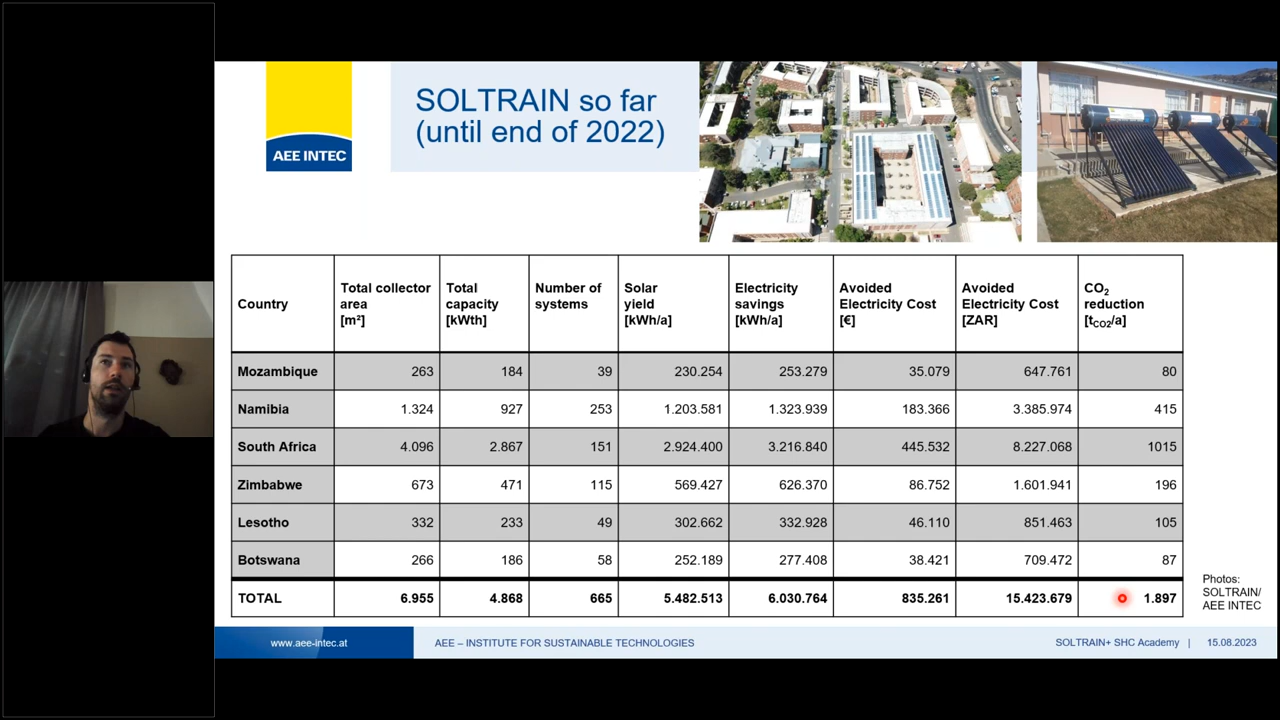 AEE INTEC
SOLTRAIN so far
(until end of 2022)
Country
Total collector
area
[m²]
Total
capacity
[kWth]
Number of
systems
Solar
yield
[kWh/a]
Electricity
savings
[kWh/a]
Avoided
Electricity Cost
[€]
Avoided
Electricity Cost
[ZAR]
CO2
reduction
[tCO2/a]
Mozambique 263 184 39 230.254 253.279 35.079 647.761 80
Namibia 1.324 927 253 1.203.581 1.323.939 183.366 3.385.974 415
South Africa 4.096 2.867 151 2.924.400 3.216.840 445.532 8.227.068 1015
Zimbabwe 673 471 115 569.427 626.370 86.752 1.601.941 196
Lesotho 332 233 49 302.662 332.928 46.110 851.463 105
Botswana 266 186 58 252.189 277.408 38.421 709.472 87
TOTAL 6.955 4.868 665 5.482.513 6.030.764 835.261 15.423.679 1.897
Photos:
SOLTRAIN/
AEE INTEC
www.aee-intec.at
AEE – INSTITUTE FOR SUSTAINABLE TECHNOLOGIES
SOLTRAIN+ SHC Academy | 15.08.2023